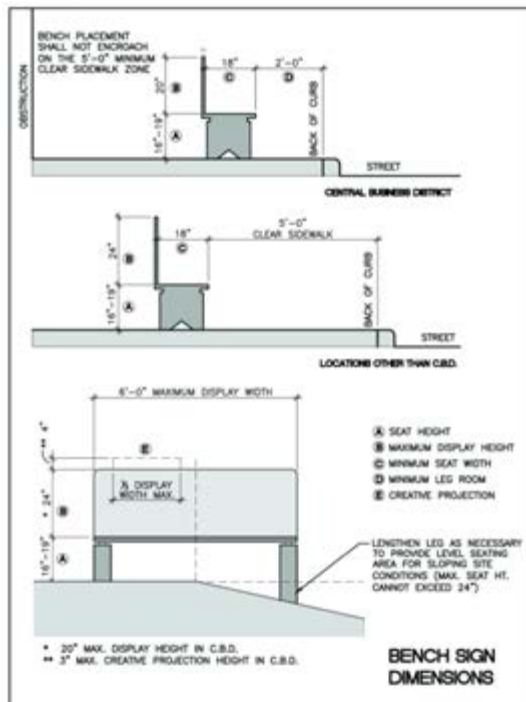 BENCH PLACEMENT
SHALL NOT ENCROACH
ON THE 5'-0" MINIMUM
CLEAR SIDEWALK ZONE
OBSTRUCTION
18"
2'-0"
C
D
20"
B
16"-19"
A
BACK OF CURB
STREET
CENTRAL BUSINESS DISTRICT
18"
C
5'-0"
CLEAR SIDEWALK
24"
B
16"-19"
A
BACK OF CURB
STREET
LOCATIONS OTHER THAN C.B.D.
6'-0" MAXIMUM DISPLAY WIDTH
** 4"
E
DISPLAY
WIDTH MAX.
* 24"
B
16"-19"
A
A SEAT HEIGHT
B MAXIMUM DISPLAY HEIGHT
C MINIMUM SEAT WIDTH
D MINIMUM LEG ROOM
E CREATIVE PROJECTION
LENGTHEN LEG AS NECESSARY
TO PROVIDE LEVEL SEATING
AREA FOR SLOPING SITE
CONDITIONS (MAX. SEAT HT.
CANNOT EXCEED 24")
* 20" MAX. DISPLAY HEIGHT IN C.B.D.
** 3" MAX. CREATIVE PROJECTION HEIGHT IN C.B.D.
BENCH SIGN
DIMENSIONS